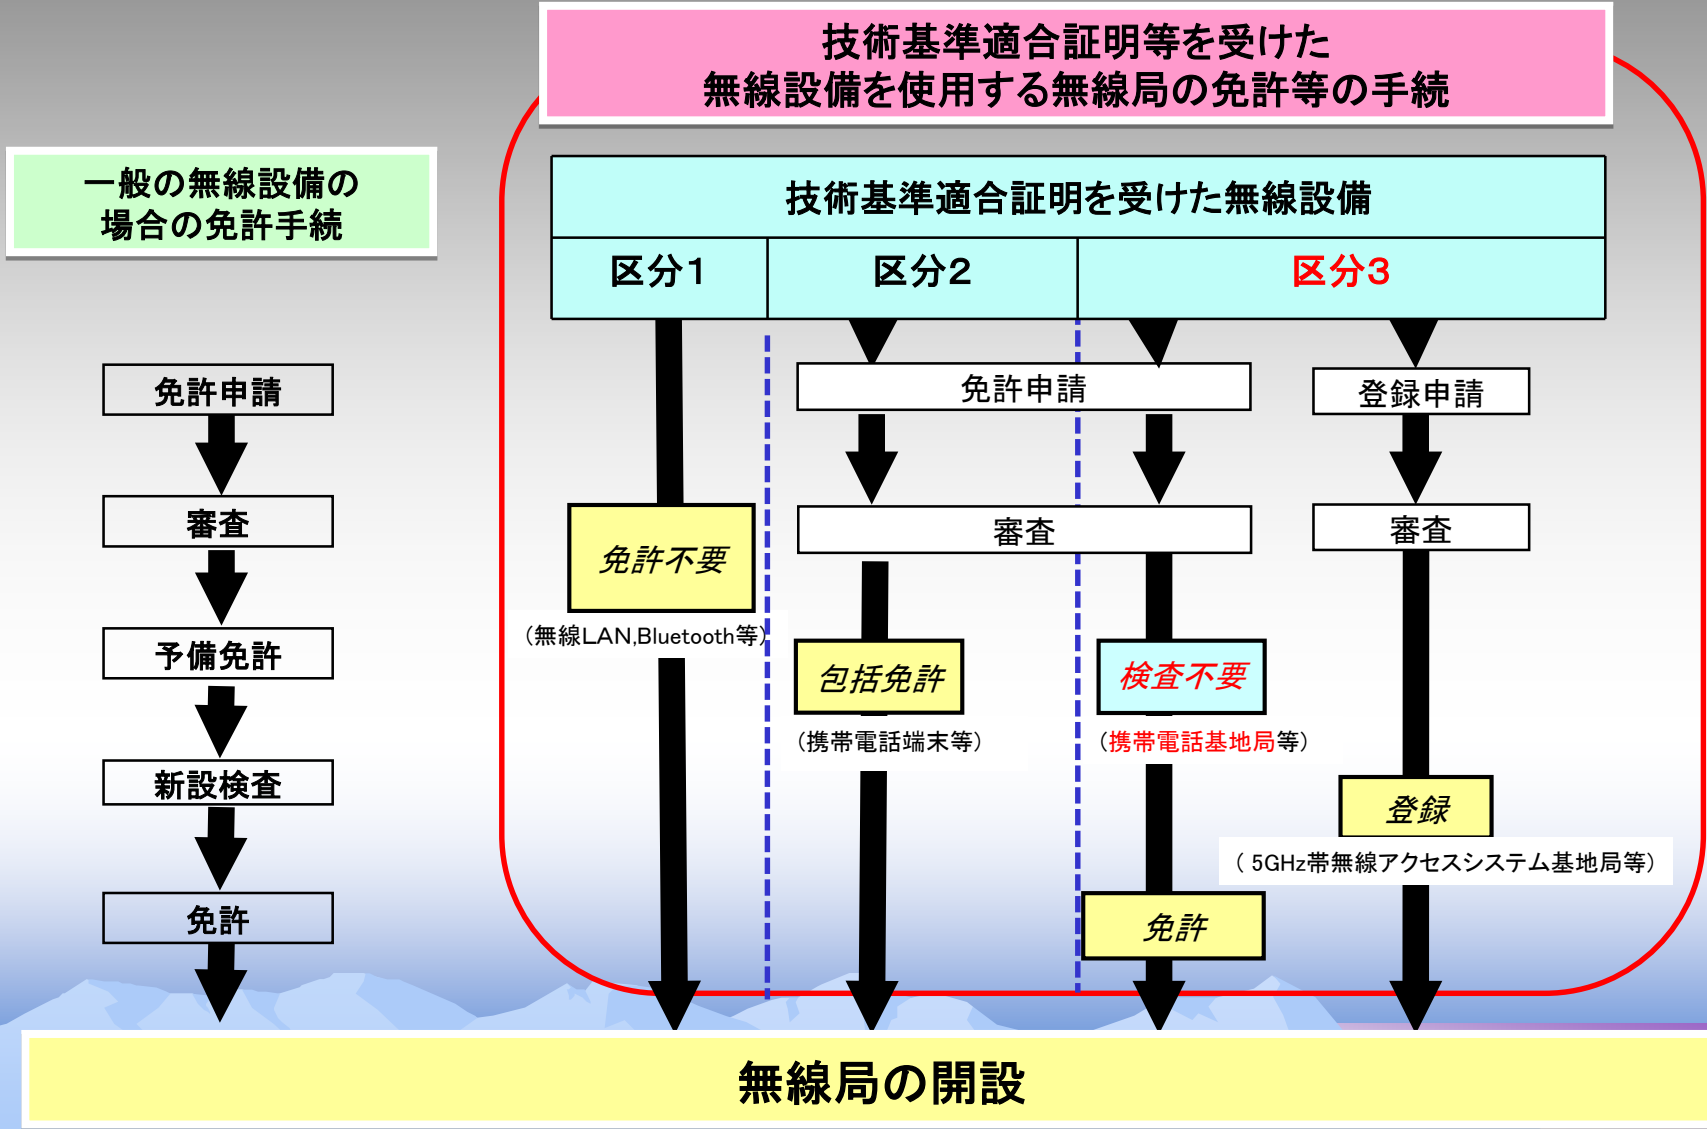 技術基準適合証明等を受けた
無線設備を使用する無線局の免許等の手続
一般の無線設備の
場合の免許手続
免許申請
審査
予備免許
新設検査
免許
技術基準適合証明を受けた無線設備
区分1
区分2
区分3
免許申請
登録申請
審査
審査
免許不要
（無線LAN,Bluetooth等）
包括免許
（携帯電話端末等）
検査不要
（携帯電話基地局等）
登録
（ 5GHz帯無線アクセスシステム基地局等）
免許
無線局の開設